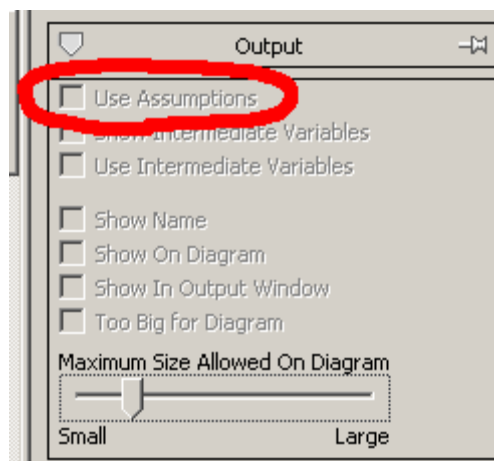 Output
Use Assumptions
Show Intermediate Variables
Use Intermediate Variables
Show Name
Show On Diagram
Show In Output Window
Too Big for Diagram
Maximum Size Allowed On Diagram
Small Large